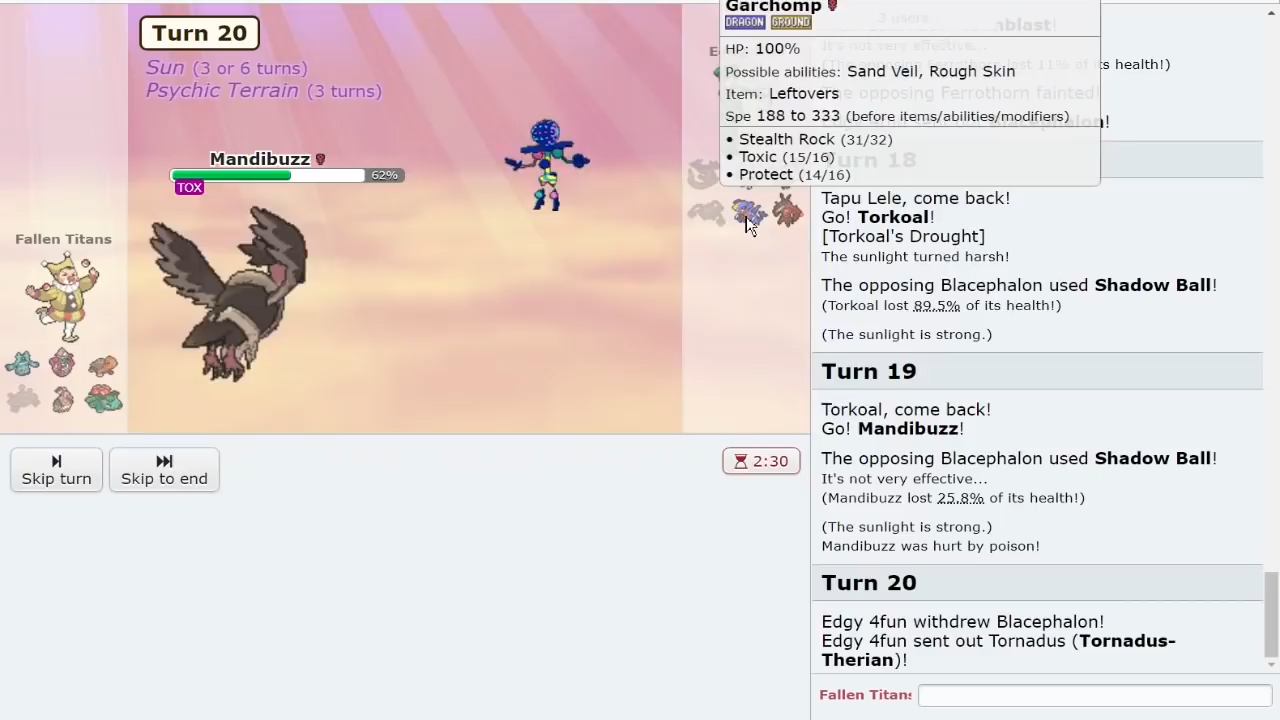 Turn 20
Sun (3 or 6 turns)
Psychic Terrain (3 turns)
Mandibuzz
62%
TOX
Fallen Titans
Garchomp
DRAGON GROUND
HP: 100%
Possible abilities: Sand Veil, Rough Skin
Item: Leftovers
Spe 188 to 333 (before items/abilities/modifiers)
• Stealth Rock (31/32)
• Toxic (15/16)
• Protect (14/16)
3 users
Skip turn
Skip to end
2:30
s health!)
Turn 18
Tapu Lele, come back!
Go! Torkoal!
[Torkoal's Drought]
The sunlight turned harsh!
The opposing Blacephalon used Shadow Ball!
(Torkoal lost 89.5% of its health!)
(The sunlight is strong.)
Turn 19
Torkoal, come back!
Go! Mandibuzz!
The opposing Blacephalon used Shadow Ball!
It's not very effective...
(Mandibuzz lost 25.8% of its health!)
(The sunlight is strong.)
Mandibuzz was hurt by poison!
Turn 20
Edgy 4fun withdrew Blacephalon!
Edgy 4fun sent out Tornadus (Tornadus-
Therian)!
Fallen Titans